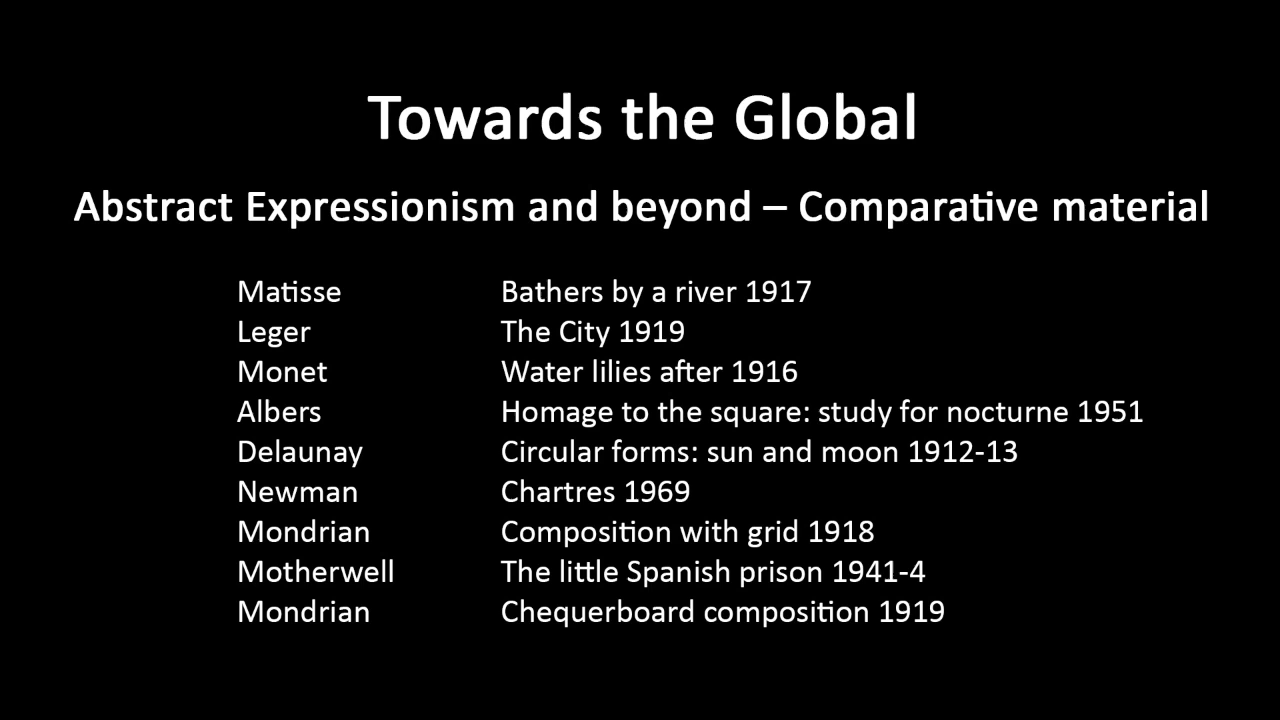 Towards the Global
Abstract Expressionism and beyond – Comparative material
Matisse Bathers by a river 1917
Leger The City 1919
Monet Water lilies after 1916
Albers Homage to the square: study for nocturne 1951
Delaunay Circular forms: sun and moon 1912-13
Newman Chartres 1969
Mondrian Composition with grid 1918
Motherwell The little Spanish prison 1941-4
Mondrian Chequerboard composition 1919